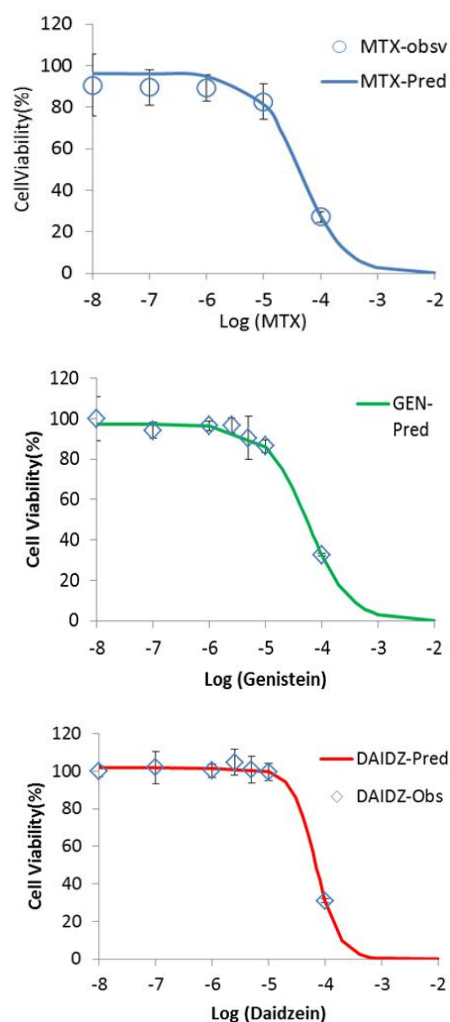 120
100
80
60
40
20
0
CellViability(%)
MTX-obsv
MTX-Pred
-8 -7 -6 -5 -4 -3 -2
Log (MTX)
120
100
80
60
40
20
0
Cell Viability(%)
GEN-
Pred
-8 -7 -6 -5 -4 -3 -2
Log (Genistein)
120
100
80
60
40
20
0
Cell Viability(%)
DAIDZ-Pred
DAIDZ-Obs
-8 -7 -6 -5 -4 -3 -2
Log (Daidzein)